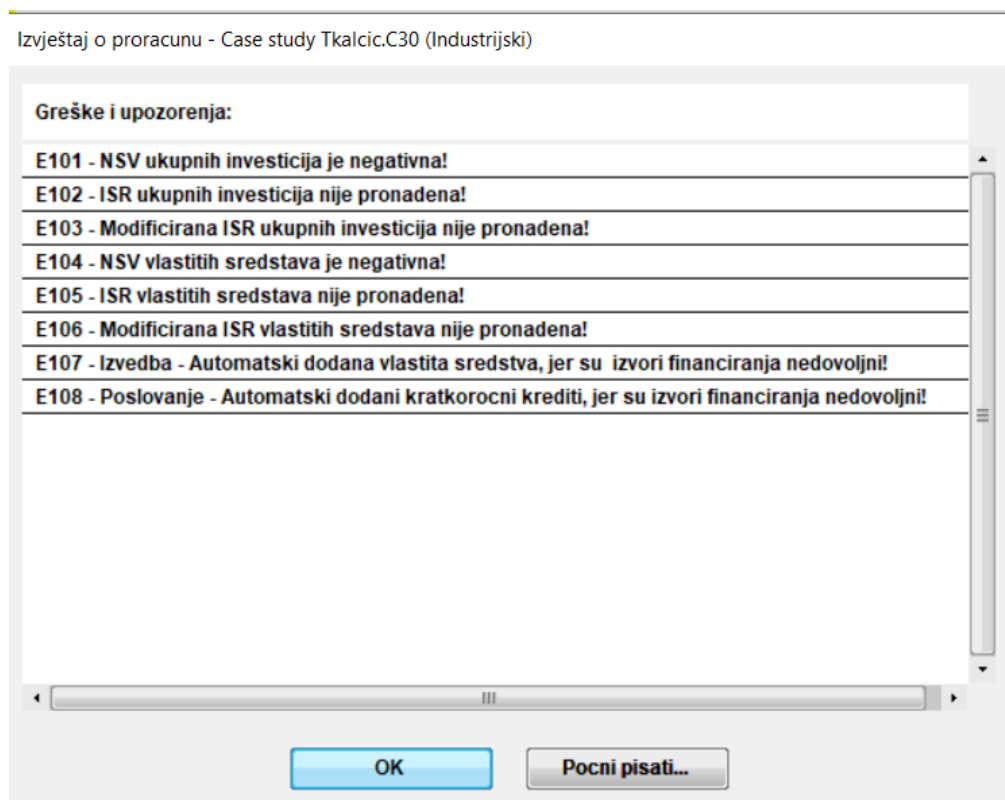 Izvještaj o proracunu - Case study Tkalcic.C30 (Industrijski)
Greške i upozorenja:
E101 - NSV ukupnih investicija je negativna!
E102 - ISR ukupnih investicija nije pronadena!
E103 - Modificirana ISR ukupnih investicija nije pronadena!
E104 - NSV vlastitih sredstava je negativna!
E105 - ISR vlastitih sredstava nije pronadena!
E106 - Modificirana ISR vlastitih sredstava nije pronadena!
E107 - Izvedba - Automatski dodana vlastita sredstva, jer su  izvori financiranja nedovoljni!
E108 - Poslovanje - Automatski dodani kratkorocni krediti, jer su izvori financiranja nedovoljni!
OK
Pocni pisati...